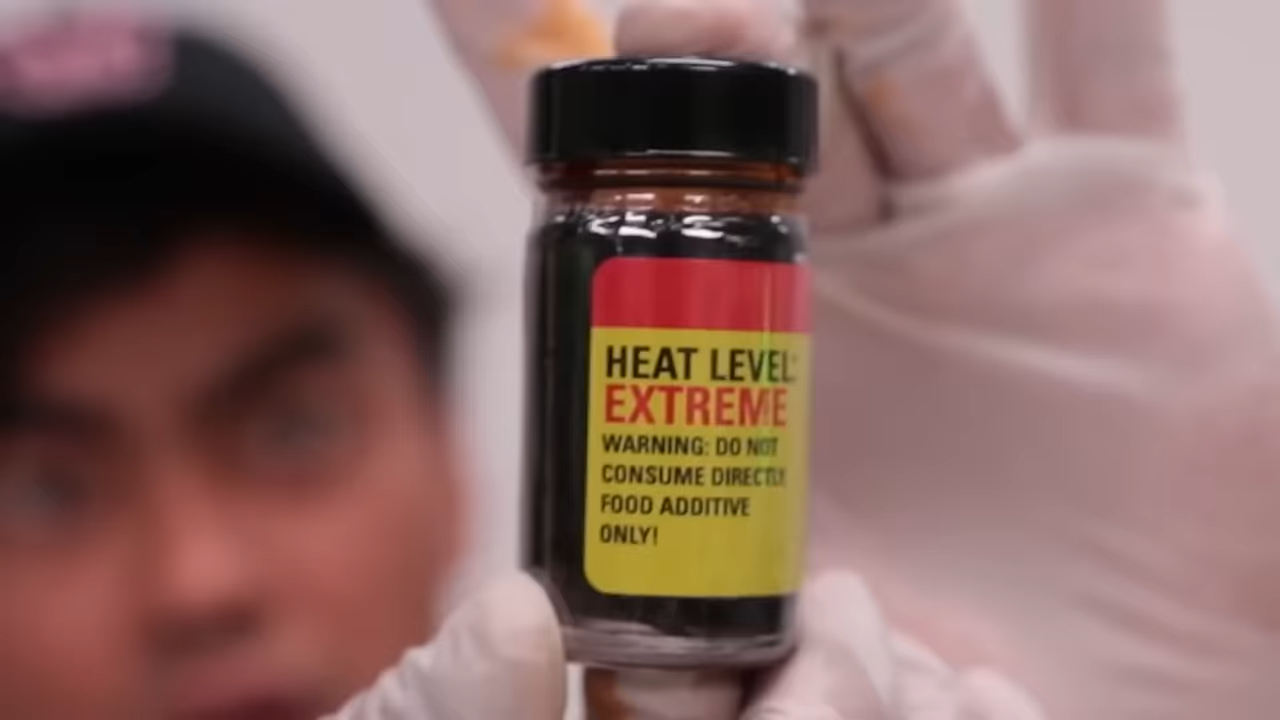 HEAT LEVEL:
EXTREME
WARNING: DO NOT
CONSUME DIRECTLY
FOOD ADDITIVE
ONLY!